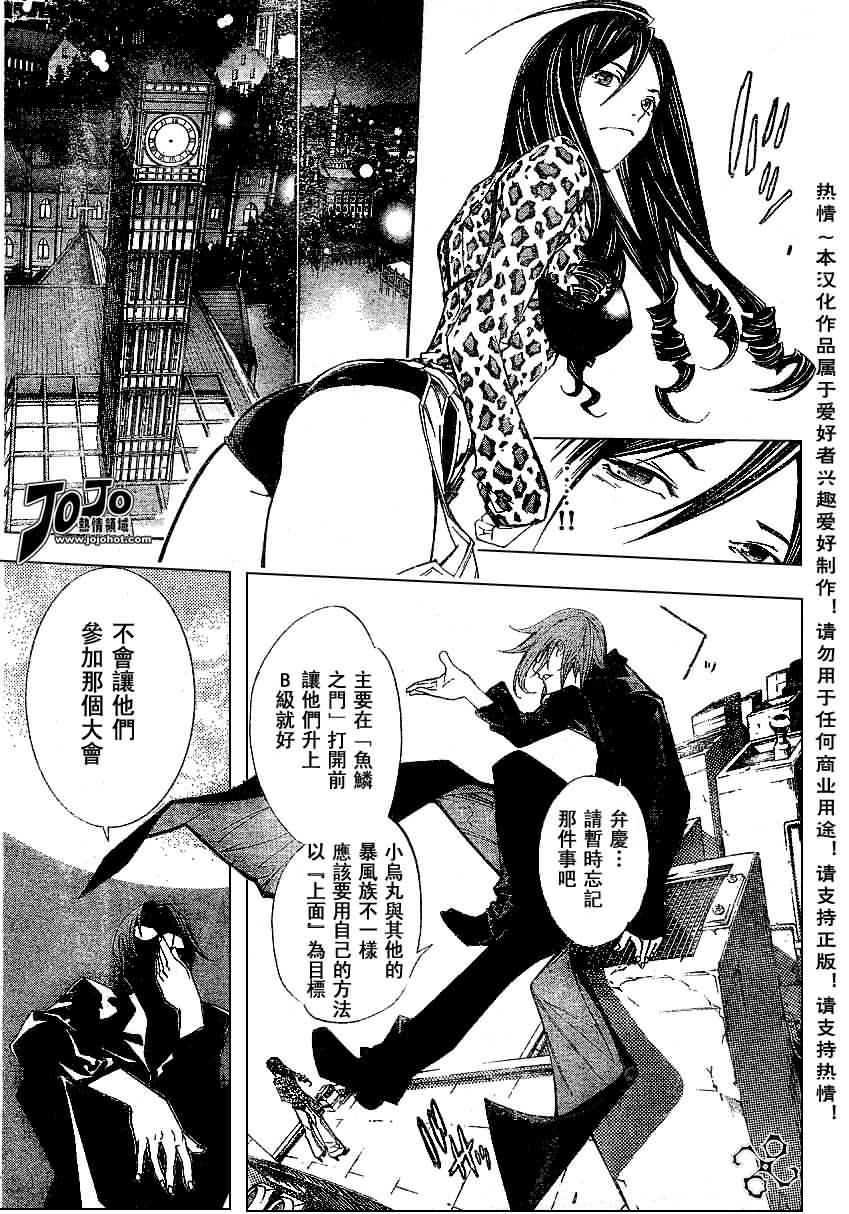 ……!!
弁慶…
請暫時忘記
那件事吧
主要在「魚鱗
之門」打開前
讓他們升上
B級就好
小烏丸與其他的
暴風族不一樣
應該要用自己的方法
以『上面』為目標
不會讓他們
參加那個大會
JOJO
熱情領域
www.jojohot.com
热情~本汉化作品属于爱好者兴趣爱好制作!请勿用于任何商业用途!请支持正版!请支持热情!